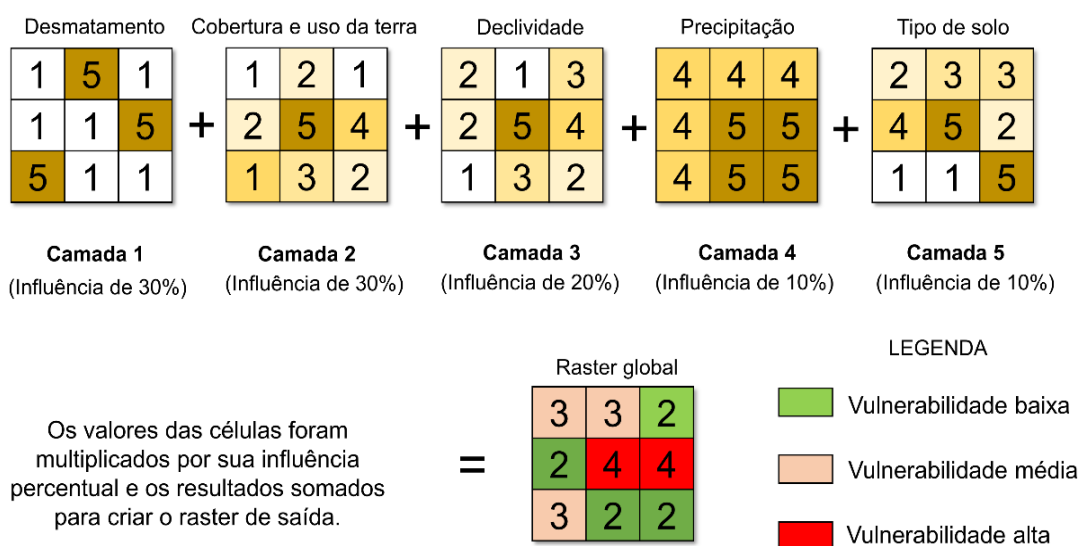 Desmatamento Cobertura e uso da terra Declividade Precipitação Tipo de solo
1 5 1 1 2 1 2 1 3 4 4 4 2 3 3
1 1 5 + 2 5 4 + 2 5 4 + 4 5 5 + 4 5 2
5 1 1 1 3 2 1 3 2 4 5 5 1 1 5
Camada 1 Camada 2 Camada 3 Camada 4 Camada 5
(Influência de 30%) (Influência de 30%) (Influência de 20%) (Influência de 10%) (Influência de 10%)
Os valores das células foram
multiplicados por sua influência
percentual e os resultados somados
para criar o raster de saída.
=
Raster global
3 3 2
2 4 4
3 2 2
LEGENDA
Vulnerabilidade baixa
Vulnerabilidade média
Vulnerabilidade alta